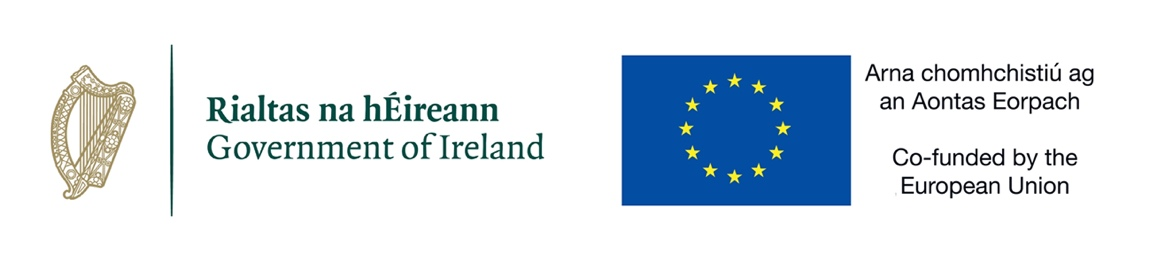 Rialtas na hÉireann
Government of Ireland
Arna chomhchistiú ag
an Aontas Eorpach
Co-funded by the
European Union